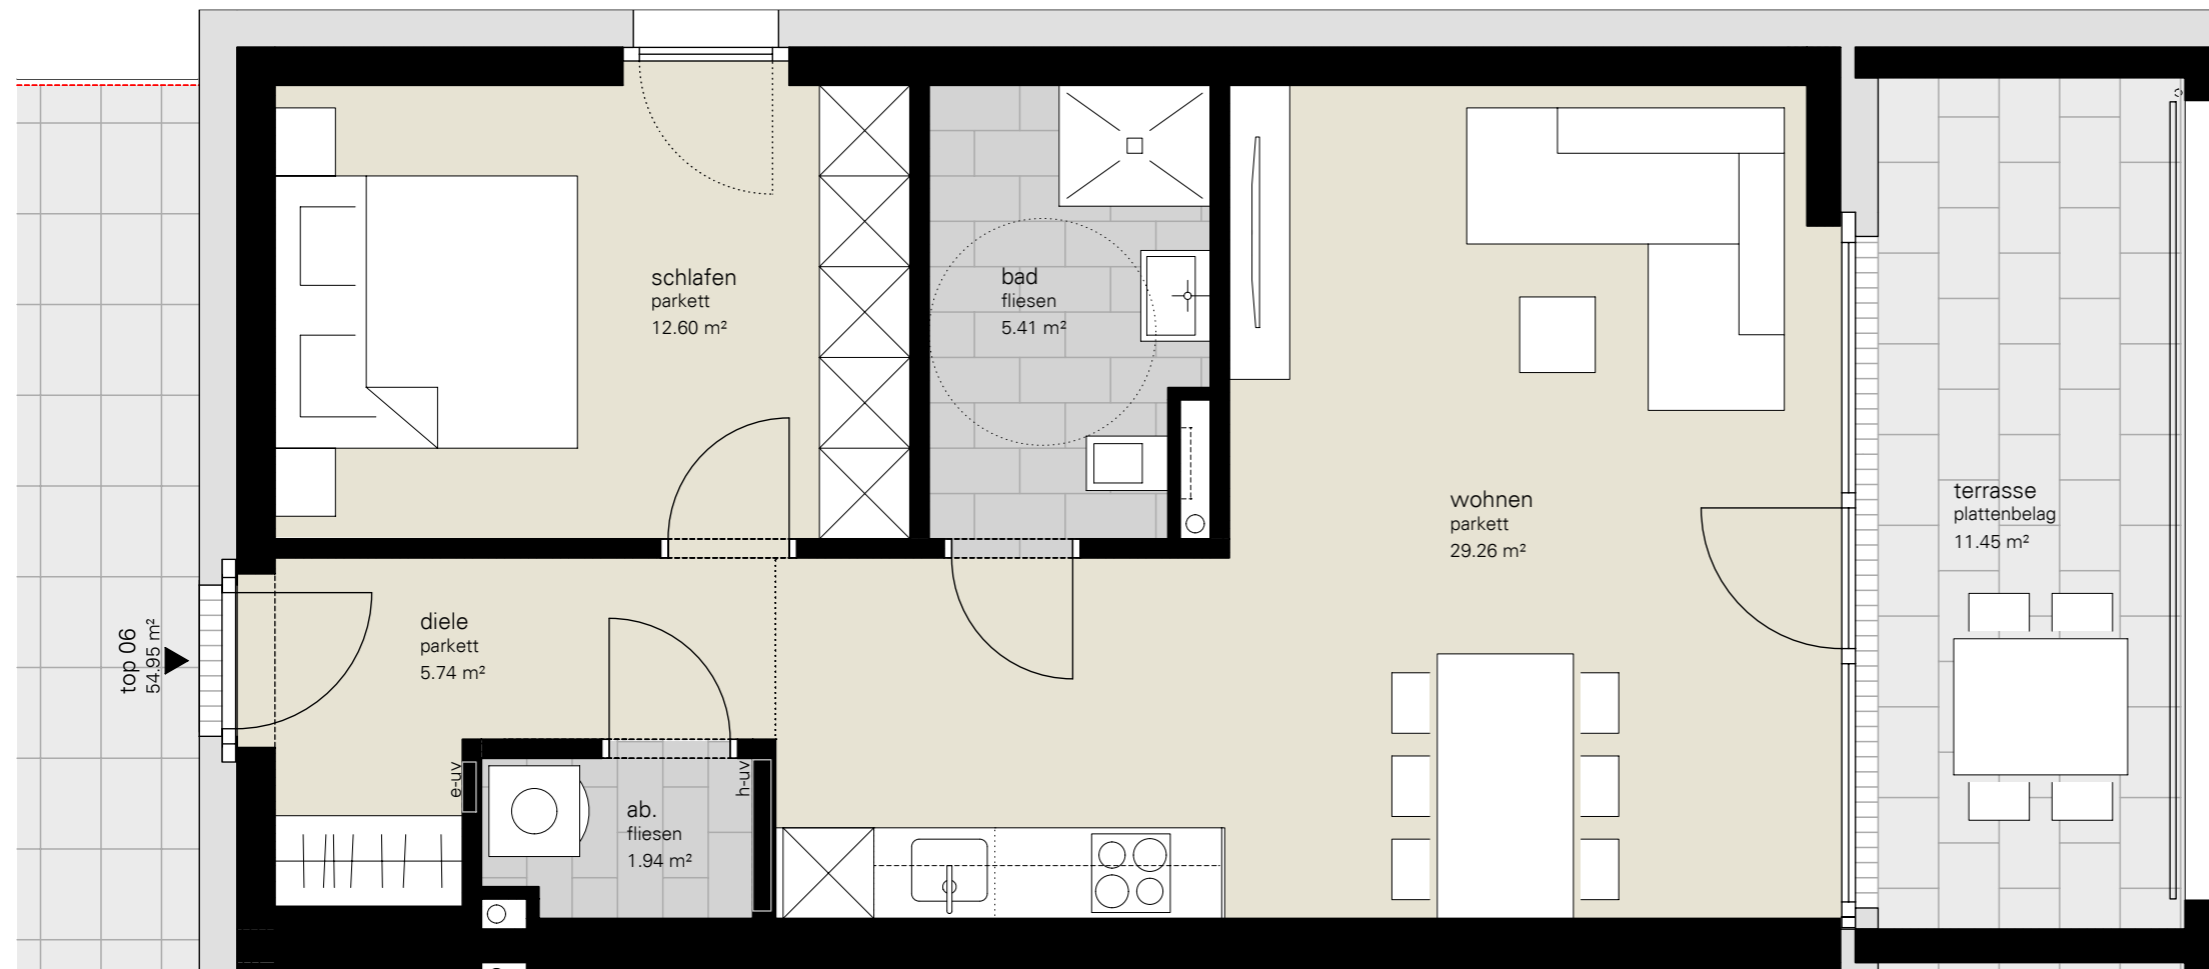 schlafen
parkett
12.60 m²
bad
fliesen
5.41 m²
wohnen
parkett
29.26 m²
terrasse
plattenbelag
11.45 m²
diele
parkett
5.74 m²
top 06
54.95 m²
e-uv
h-uv
ab.
fliesen
1.94 m²